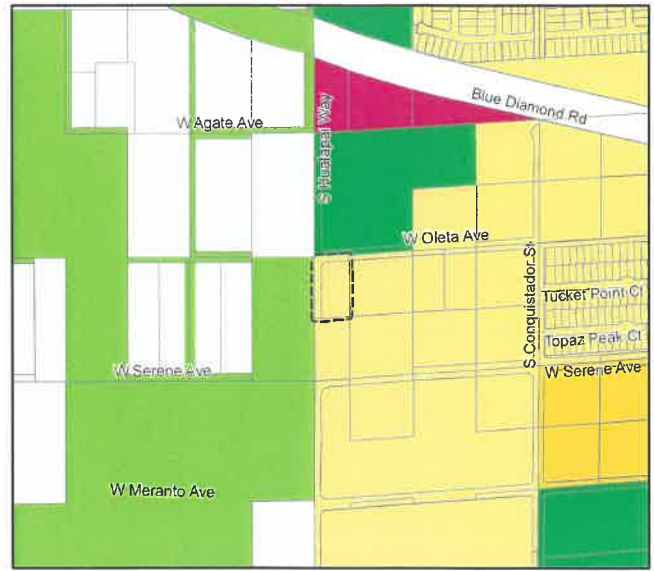 Blue Diamond Rd
W Agate Ave
S Hualapai Way
W Oleta Ave
S Conquistador St
Tucket Point Ct
Topaz Peak Ct
W Serene Ave
W Serene Ave
W Meranto Ave